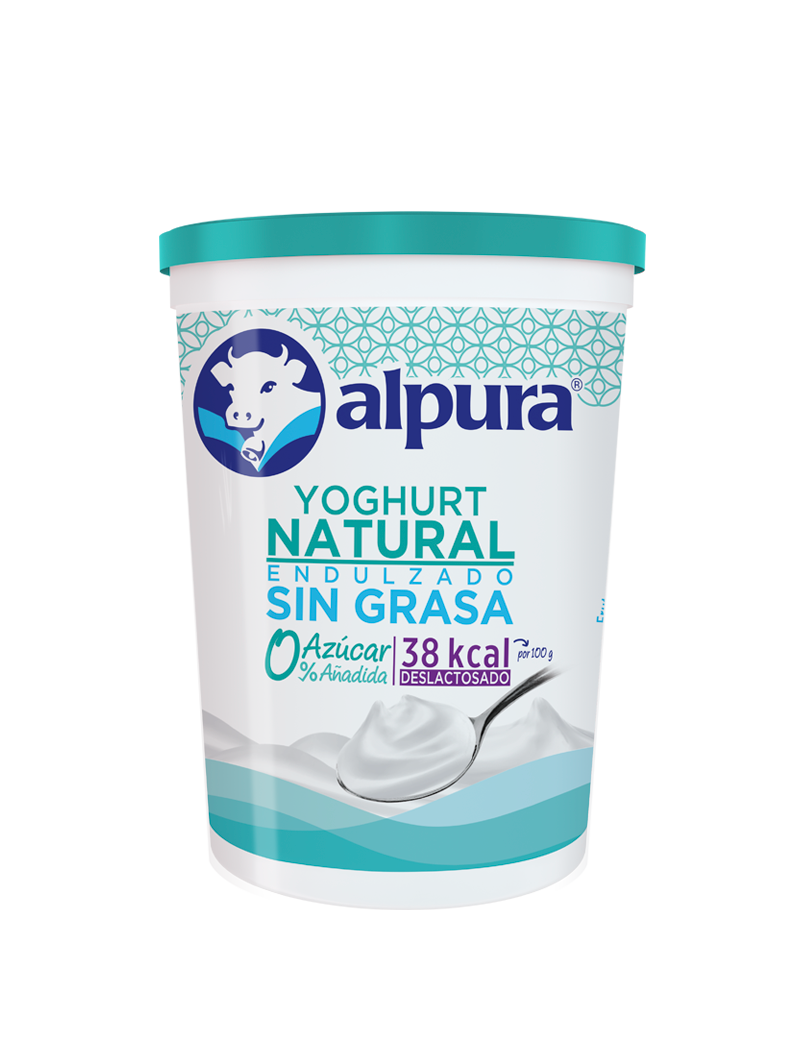 alpura®
YOGHURT
NATURAL
ENDULZADO
SIN GRASA
0% Azúcar Añadida
38 kcal por 100 g
DESLACTOSADO